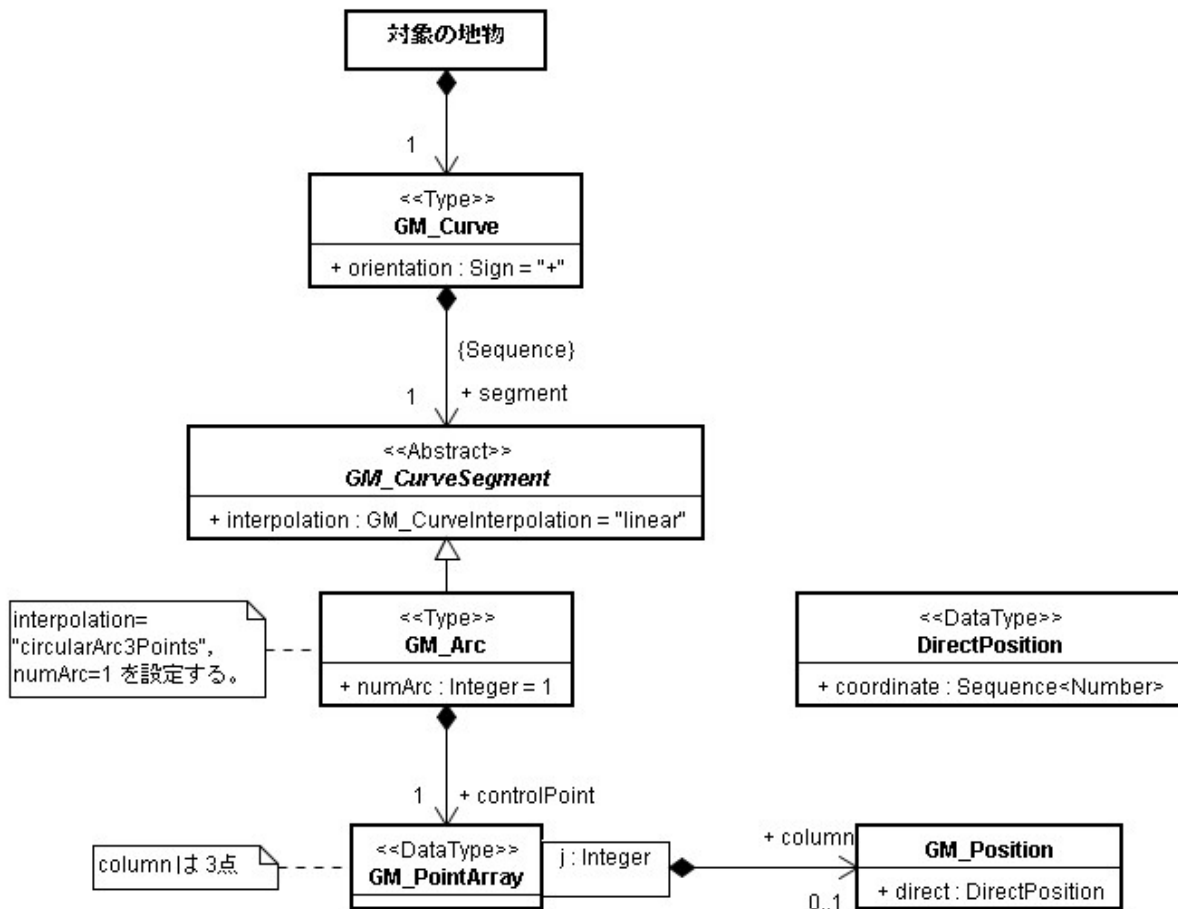 対象の地物
1
<<Type>>
GM_Curve
+ orientation : Sign = "+"
{Sequence}
1
+ segment
<<Abstract>>
GM_CurveSegment
+ interpolation : GM_CurveInterpolation = "linear"
interpolation=
"circularArc3Points",
numArc=1 を設定する。
<<Type>>
GM_Arc
+ numArc : Integer = 1
<<DataType>>
DirectPosition
+ coordinate : Sequence<Number>
1
+ controlPoint
columnは 3点
<<DataType>>
GM_PointArray
j : Integer
+ column
0..1
GM_Position
+ direct : DirectPosition